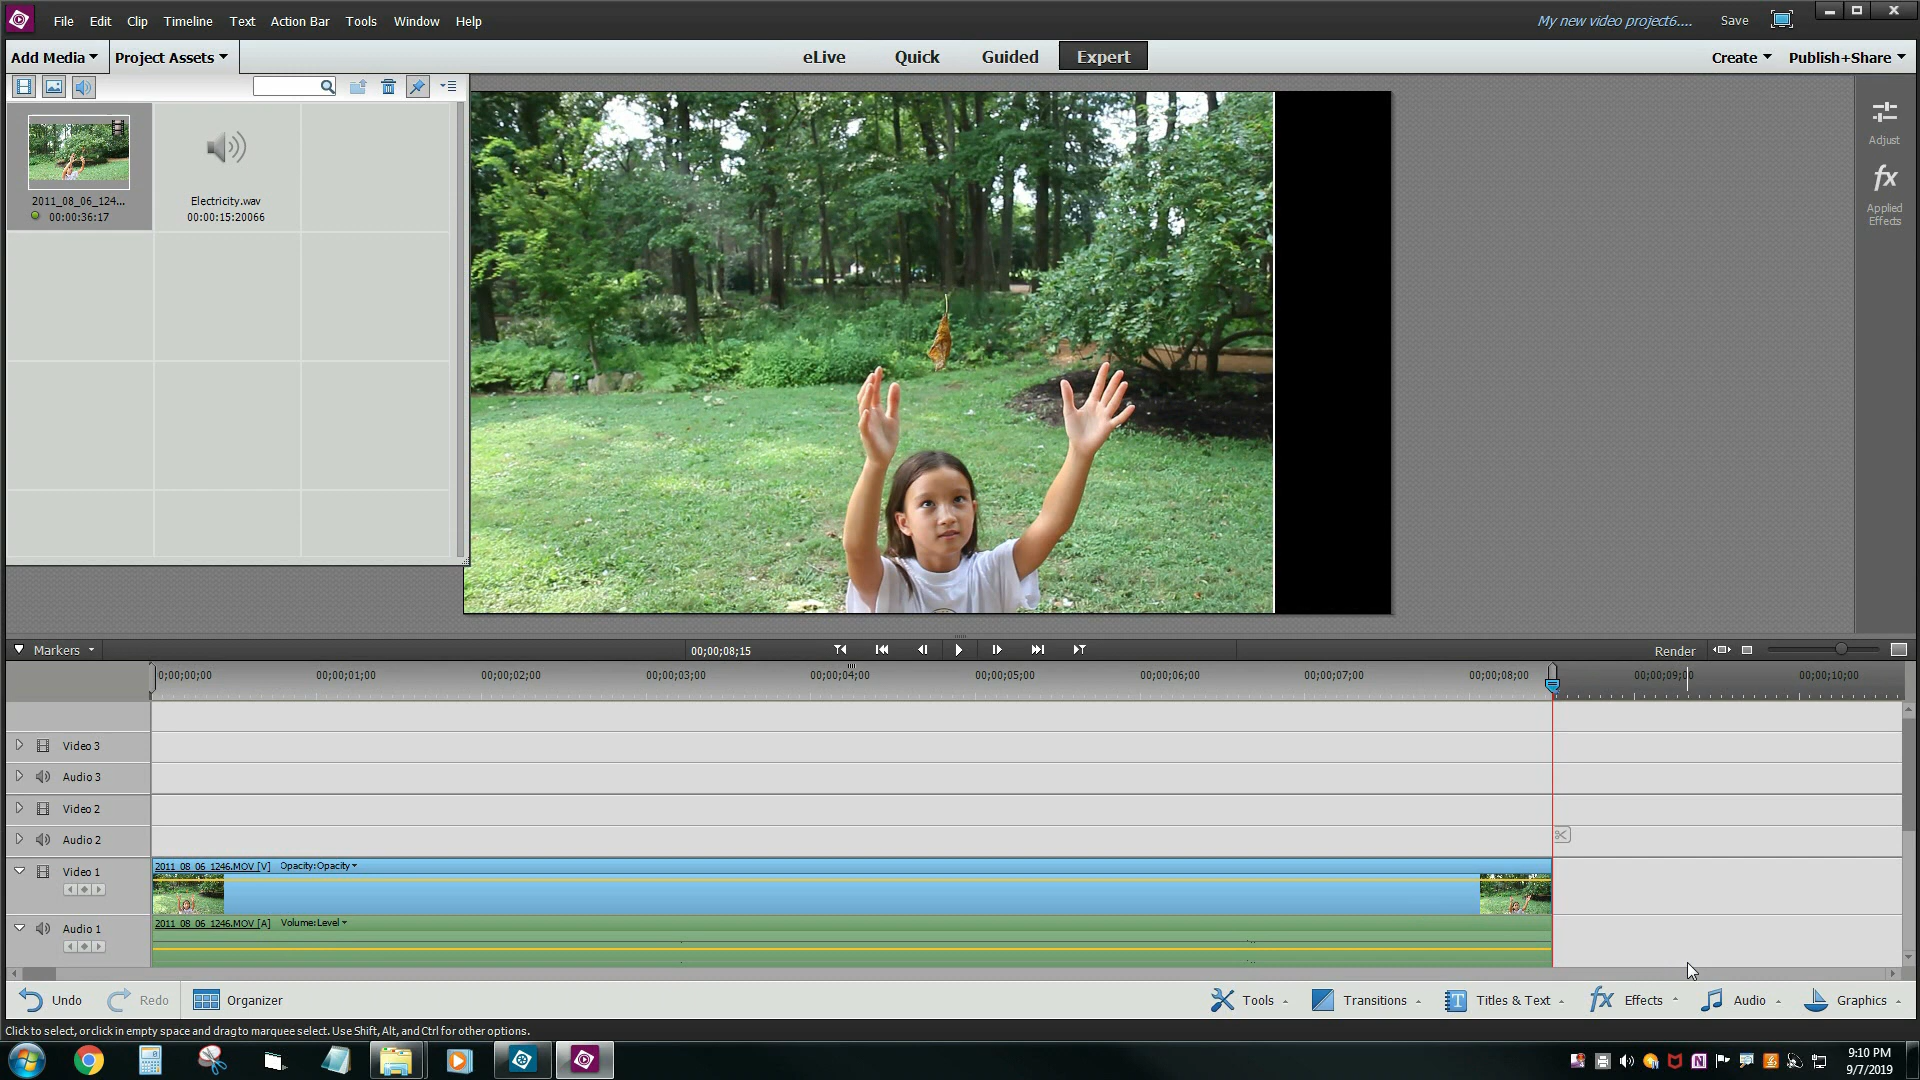 File Edit Clip Timeline Text Action Bar Tools Window Help
My new video project6.... Save
Add Media Project Assets
eLive Quick Guided Expert
Create Publish+Share
2011_08_06_124...
00:00:36:17
Electricity.wav
00:00:15:20066
Adjust
fx
Applied
Effects
Markers
00;00;08;15
Render
0;00;00;00 00;00;01;00 00;00;02;00 00;00;03;00 00;00;04;00 00;00;05;00 00;00;06;00 00;00;07;00 00;00;08;00 00;00;09;00 00;00;10;00
Video 3
Audio 3
Video 2
Audio 2
Video 1
2011_08_06_1246.MOV [V] Opacity:Opacity
Audio 1
2011_08_06_1246.MOV [A] Volume:Level
Undo Redo Organizer
Tools Transitions T Titles & Text fx Effects Audio Graphics
Click to select, or click in empty space and drag to marquee select. Use Shift, Alt, and Ctrl for other options.
9:10 PM
9/7/2019